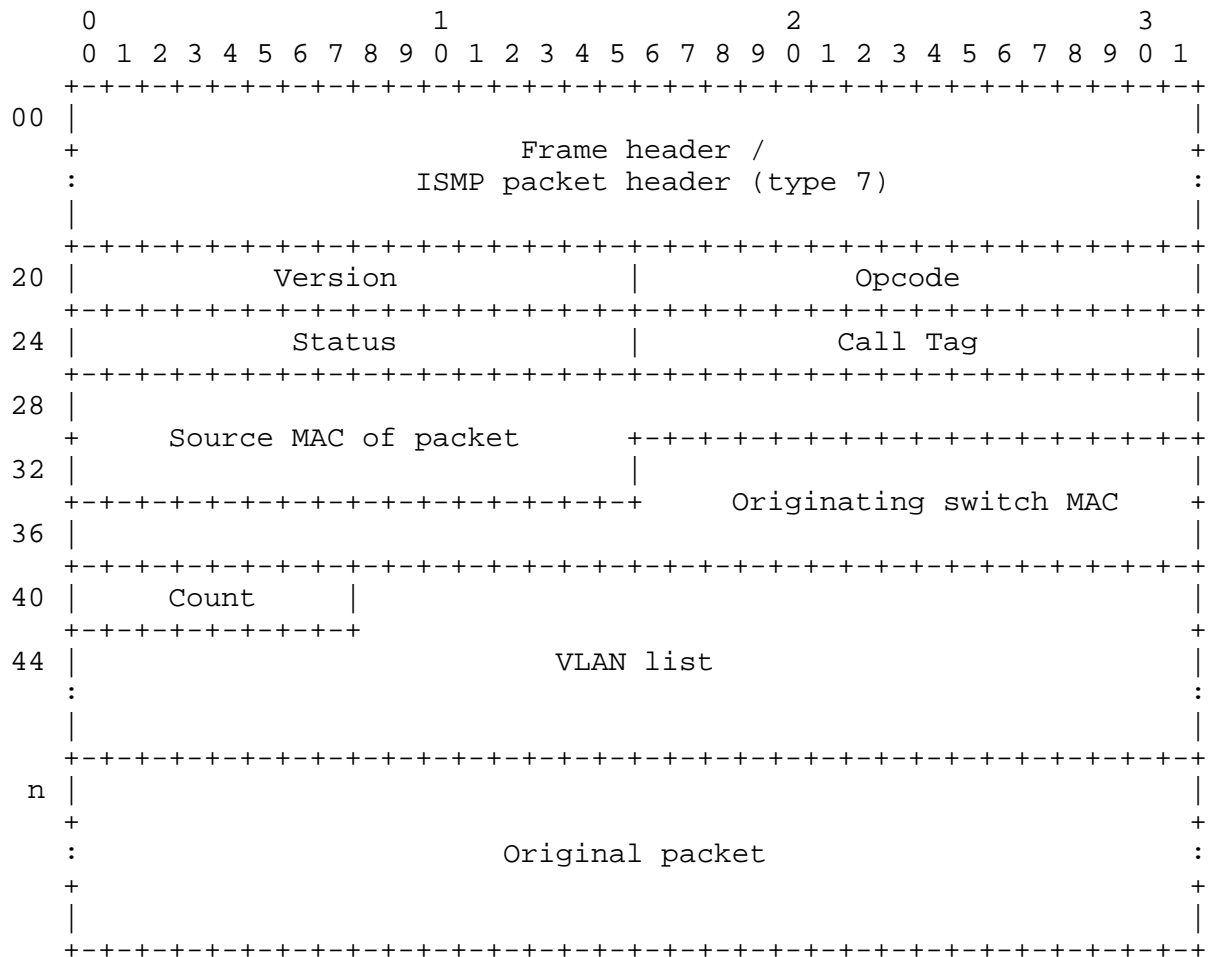 0                   1                   2                   3
 0 1 2 3 4 5 6 7 8 9 0 1 2 3 4 5 6 7 8 9 0 1 2 3 4 5 6 7 8 9 0 1
+-+-+-+-+-+-+-+-+-+-+-+-+-+-+-+-+-+-+-+-+-+-+-+-+-+-+-+-+-+-+-+-+
00 |                                                               |
+                         Frame header /                        +
:                   ISMP packet header (type 7)                 :
|                                                               |
+-+-+-+-+-+-+-+-+-+-+-+-+-+-+-+-+-+-+-+-+-+-+-+-+-+-+-+-+-+-+-+-+
20 |           Version             |            Opcode             |
+-+-+-+-+-+-+-+-+-+-+-+-+-+-+-+-+-+-+-+-+-+-+-+-+-+-+-+-+-+-+-+-+
24 |            Status             |           Call Tag            |
+-+-+-+-+-+-+-+-+-+-+-+-+-+-+-+-+-+-+-+-+-+-+-+-+-+-+-+-+-+-+-+-+
28 |                                                               |
+     Source MAC of packet      +-+-+-+-+-+-+-+-+-+-+-+-+-+-+-+-+
32 |                               |                               |
+-+-+-+-+-+-+-+-+-+-+-+-+-+-+-+-+     Originating switch MAC    +
36 |                                                               |
+-+-+-+-+-+-+-+-+-+-+-+-+-+-+-+-+-+-+-+-+-+-+-+-+-+-+-+-+-+-+-+-+
40 |     Count     |                                               |
+-+-+-+-+-+-+-+-+                                               +
44 |                           VLAN list                           |
:                                                               :
|                                                               |
+-+-+-+-+-+-+-+-+-+-+-+-+-+-+-+-+-+-+-+-+-+-+-+-+-+-+-+-+-+-+-+-+
n |                                                               |
+                                                               +
:                        Original packet                        :
+                                                               +
|                                                               |
+-+-+-+-+-+-+-+-+-+-+-+-+-+-+-+-+-+-+-+-+-+-+-+-+-+-+-+-+-+-+-+-+